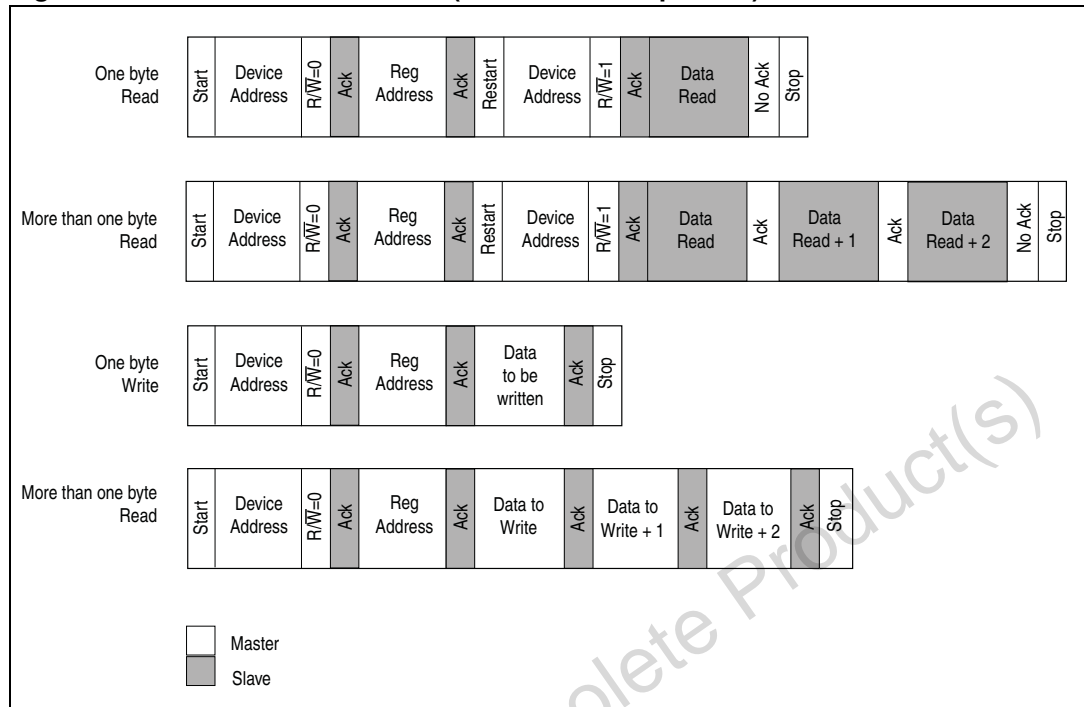 One byte
Read
Start
Device
Address
R/W̅=0
Ack
Reg
Address
Ack
Restart
Device
Address
R/W̅=1
Ack
Data
Read
No Ack
Stop
More than one byte
Read
Start
Device
Address
R/W̅=0
Ack
Reg
Address
Ack
Restart
Device
Address
R/W̅=1
Ack
Data
Read
Ack
Data
Read + 1
Ack
Data
Read + 2
No Ack
Stop
One byte
Write
Start
Device
Address
R/W̅=0
Ack
Reg
Address
Ack
Data
to be
written
Ack
Stop
More than one byte
Read
Start
Device
Address
R/W̅=0
Ack
Reg
Address
Ack
Data to
Write
Ack
Data to
Write + 1
Ack
Data to
Write + 2
Ack
Stop
Master
Slave
olete Product(s)